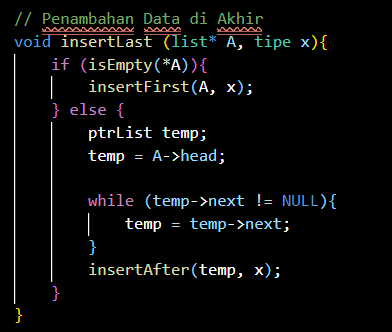 // Penambahan Data di Akhir
void insertLast (list* A, tipe x){
    if (isEmpty(*A)){
        insertFirst(A, x);
    } else {
        ptrList temp;
        temp = A->head;

        while (temp->next != NULL){
            temp = temp->next;
        }
        insertAfter(temp, x);
    }
}